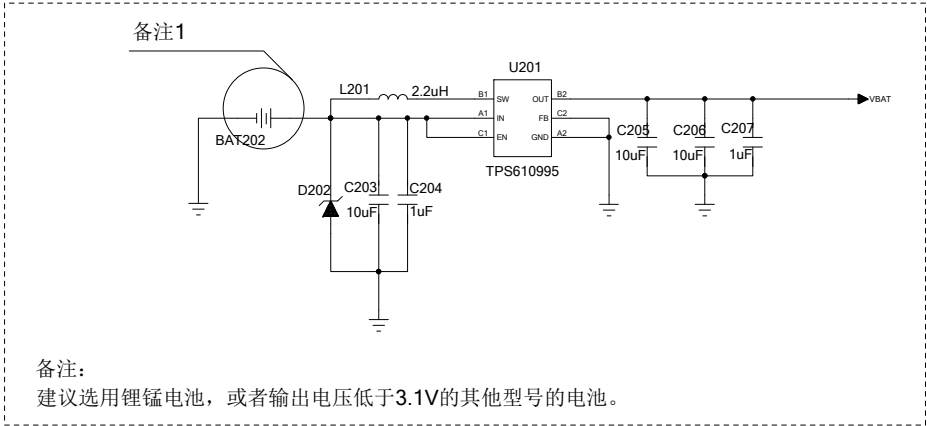 备注1
U201
L201
2.2uH
B1
SW
OUT
B2
VBAT
A1
IN
FB
C2
C1
EN
GND
A2
BAT202
TPS610995
C205
10uF
C206
10uF
C207
1uF
D202
C203
10uF
C204
1uF
备注：
建议选用锂锰电池，或者输出电压低于3.1V的其他型号的电池。